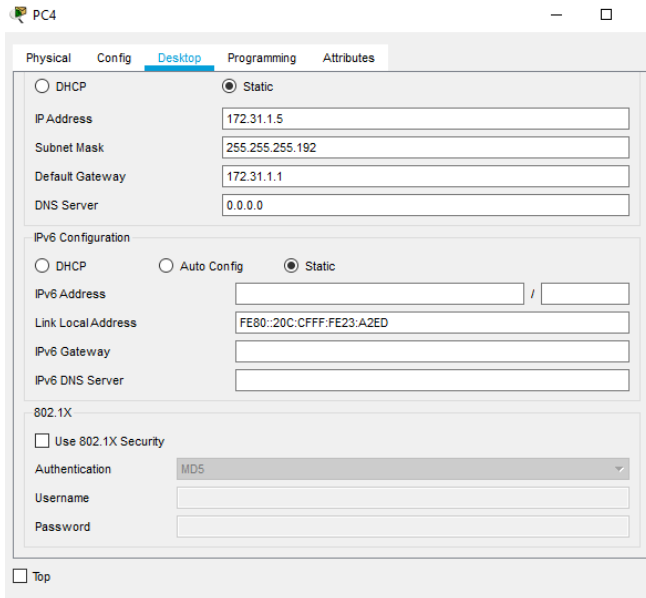 PC4
Physical Config Desktop Programming Attributes
DHCP Static
IP Address 172.31.1.5
Subnet Mask 255.255.255.192
Default Gateway 172.31.1.1
DNS Server 0.0.0.0
IPv6 Configuration
DHCP Auto Config Static
IPv6 Address /
Link Local Address FE80::20C:CFFF:FE23:A2ED
IPv6 Gateway
IPv6 DNS Server
802.1X
Use 802.1X Security
Authentication MD5
Username
Password
Top